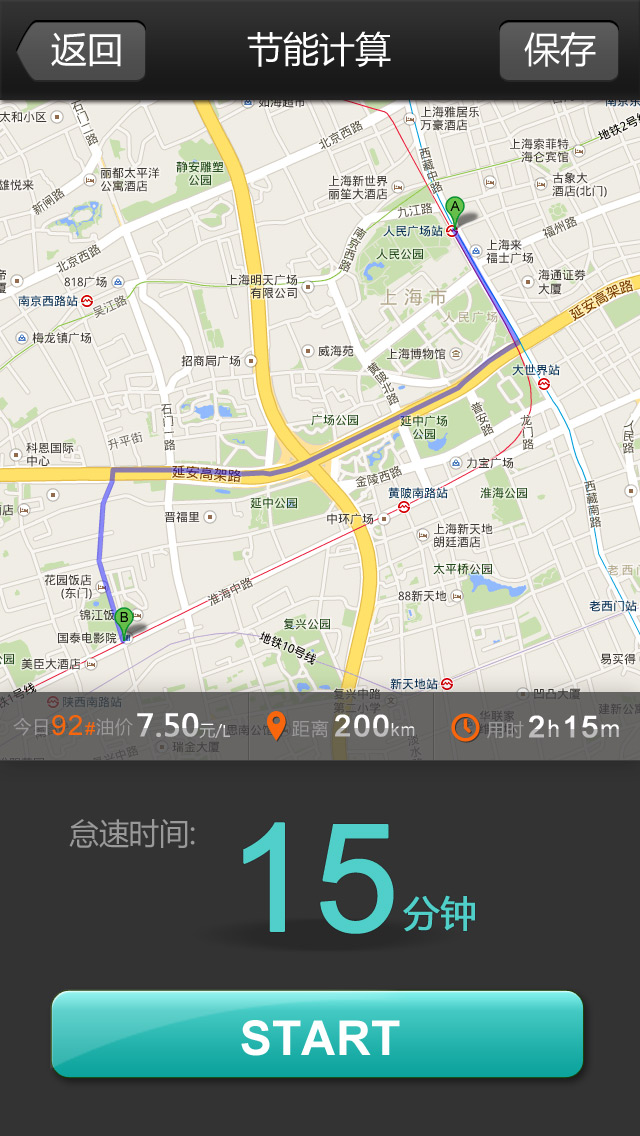 返回
节能计算
保存
太和小区
石门二路
如海超市
北京西路
上海雅居乐
万豪酒店
地铁2号线
丽都太平洋
公寓酒店
静安雕塑
公园
西藏中路
上海索菲特
海仑宾馆
雄悦来
新闸路
上海新世界
丽笙大酒店
古象大
酒店(北门)
九江路
A
人民广场站
福州路
北京西路
南京西路
人民公园
上海来
福士广场
818广场
上海明天广场
有限公司
海通证券
大厦
南京西路站
吴江路
上海市
延安高架路
人民广场
梅龙镇广场
威海苑
上海博物馆
招商局广场
黄陂北路
大世界站
石门一路
普安路
龙门路
广场公园
延中广场
公园
人民路
升平街
科恩国际
中心
延安高架路
金陵西路
力宝广场
延中公园
黄陂南路站
淮海公园
西藏南路
晋福里
中环广场
上海新天地
朗廷酒店
太平桥公园
老西门
花园饭店
(东门)
淮海中路
88新天地
老西门站
B
锦江饭
国泰电影院
复兴公园
地铁10号线
美臣大酒店
易买得
新天地站
地铁1号线
陕西南路站
复兴中路
第二小学
凹凸大厦
建新公寓
今日92#油价 7.50元/L
距离 200km
用时 2h15m
瑞金大厦
怠速时间:
15分钟
START